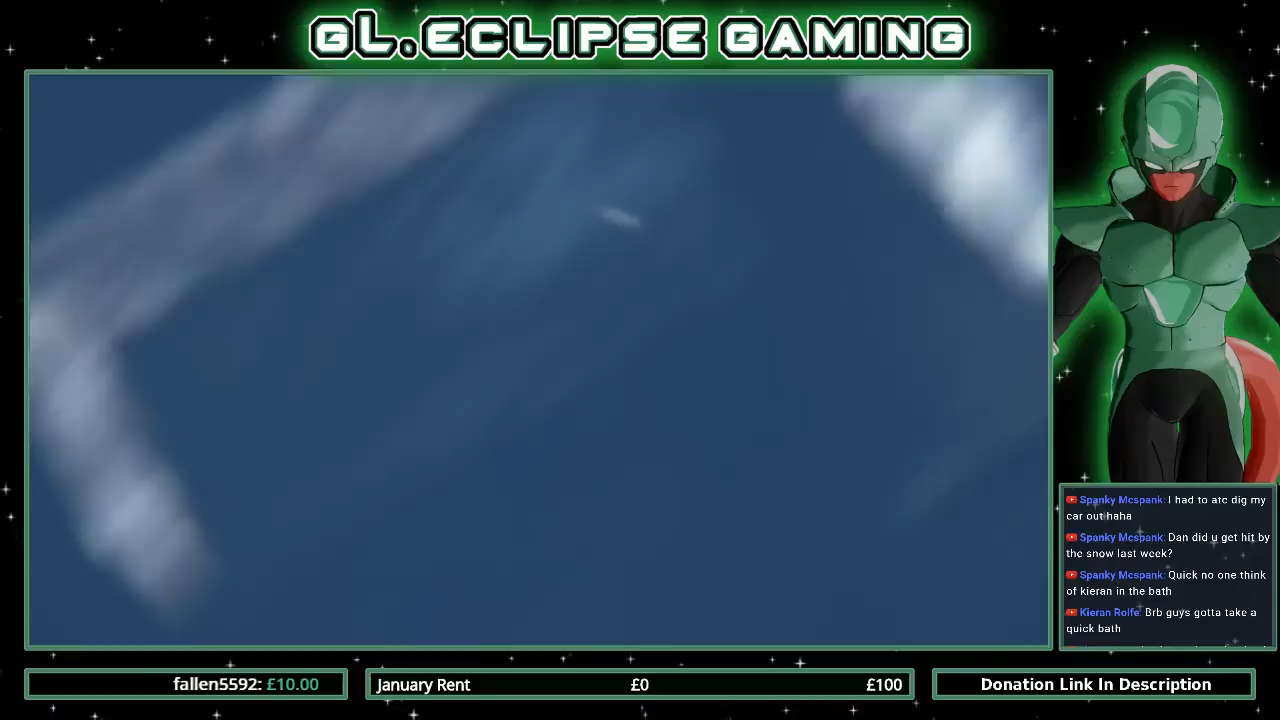 GL.ECLIPSE GAMING
Spanky Mcspank: I had to atc dig my
car out haha
Spanky Mcspank: Dan did u get hit by
the snow last week?
Spanky Mcspank: Quick no one think
of kieran in the bath
Kieran Rolfe: Brb guys gotta take a
quick bath
fallen5592: £10.00
January Rent £0 £100
Donation Link In Description